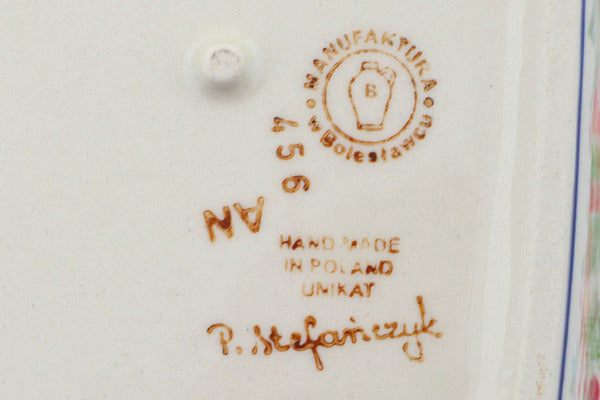 MANUFAKTURA
w Bolesławcu
B
456
AN
HAND MADE
IN POLAND
UNIKAT
P. Stefańczyk